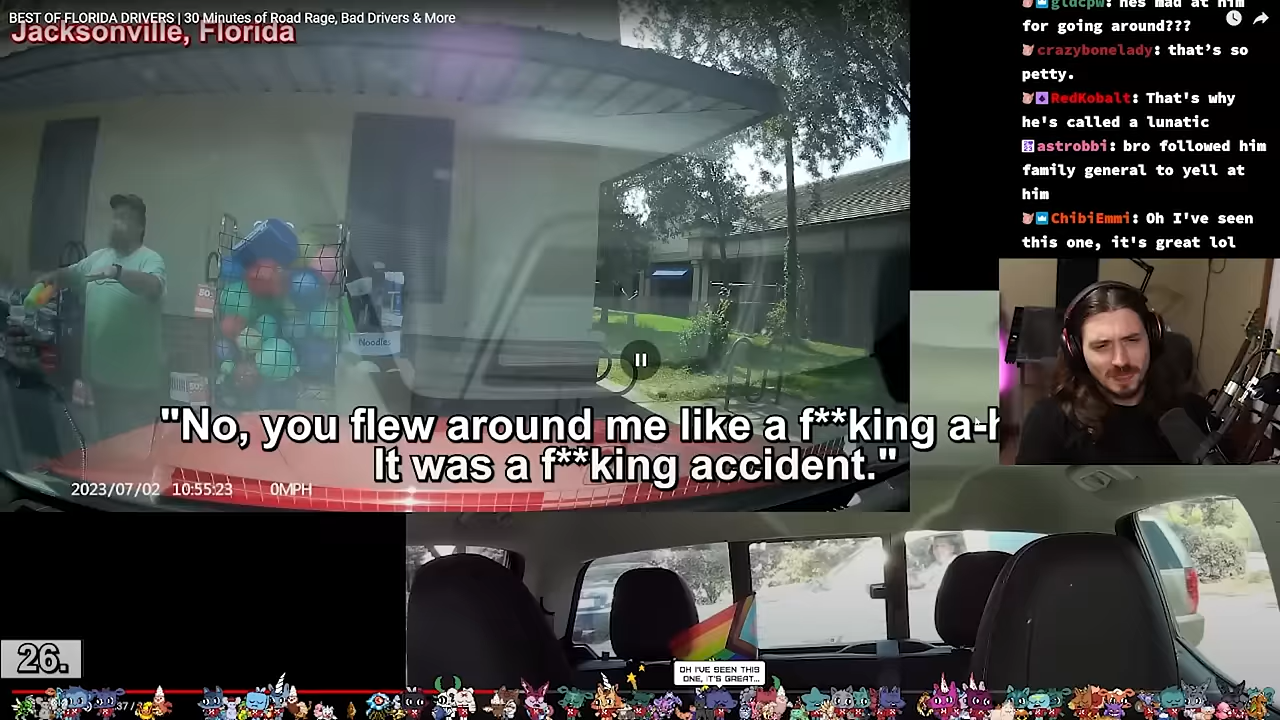 BEST OF FLORIDA DRIVERS | 30 Minutes of Road Rage, Bad Drivers & More
Jacksonville, Florida
gldcpw: hes mad at him
for going around???
crazybonelady: that's so
petty.
RedKobalt: That's why
he's called a lunatic
astrobbi: bro followed him
family general to yell at
him
ChibiEmmi: Oh I've seen
this one, it's great lol
Noodles
"No, you flew around me like a f**king a-h
It was a f**king accident."
2023/07/02 10:55:23 0MPH
26.
OH I'VE SEEN THIS
ONE, IT'S GREAT...